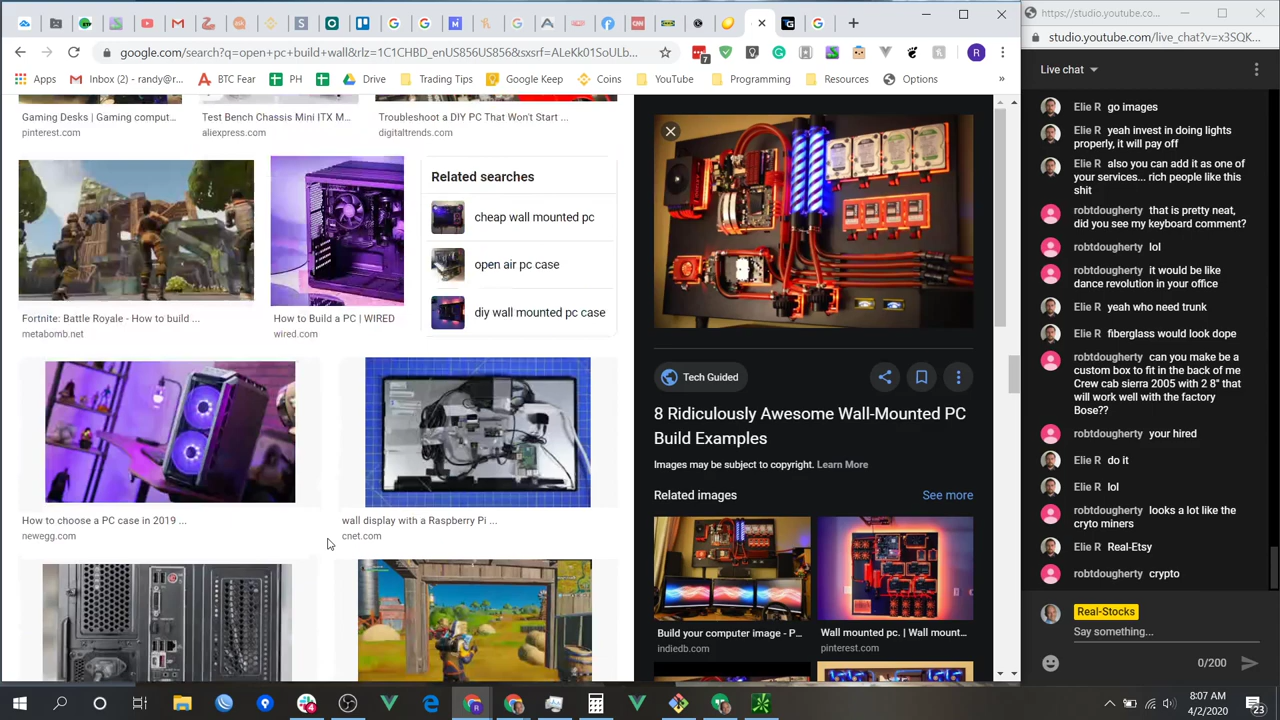 https://studio.youtube.co...
google.com/search?q=open+pc+build+wall&rlz=1C1CHBD_enUS856US856&sxsrf=ALeKk01SoULb...
7
R
studio.youtube.com/live_chat?v=x3SQK...
Apps
Inbox (2) - randy@r...
BTC Fear
PH
Drive
Trading Tips
Google Keep
Coins
YouTube
Programming
Resources
Options
»
Gaming Desks | Gaming comput...
pinterest.com
Test Bench Chassis Mini ITX M...
aliexpress.com
Troubleshoot a DIY PC That Won't Start ...
digitaltrends.com
Fortnite: Battle Royale - How to build ...
metabomb.net
How to Build a PC | WIRED
wired.com
Related searches
cheap wall mounted pc
open air pc case
diy wall mounted pc case
How to choose a PC case in 2019 ...
newegg.com
wall display with a Raspberry Pi ...
cnet.com
Tech Guided
8 Ridiculously Awesome Wall-Mounted PC
Build Examples
Images may be subject to copyright. Learn More
Related images
See more
Build your computer image - P...
indiedb.com
Wall mounted pc. | Wall mount...
pinterest.com
Live chat
Elie R go images
Elie R yeah invest in doing lights
properly, it will pay off
Elie R also you can add it as one of
your services... rich people like this
shit
robtdougherty that is pretty neat,
did you see my keyboard comment?
robtdougherty lol
robtdougherty it would be like
dance revolution in your office
Elie R yeah who need trunk
Elie R fiberglass would look dope
robtdougherty can you make be a
custom box to fit in the back of me
Crew cab sierra 2005 with 2 8" that
will work well with the factory
Bose??
robtdougherty your hired
Elie R do it
Elie R lol
robtdougherty looks a lot like the
cryto miners
Elie R Real-Etsy
robtdougherty crypto
Real-Stocks
Say something...
0/200
8:07 AM
4/2/2020
23